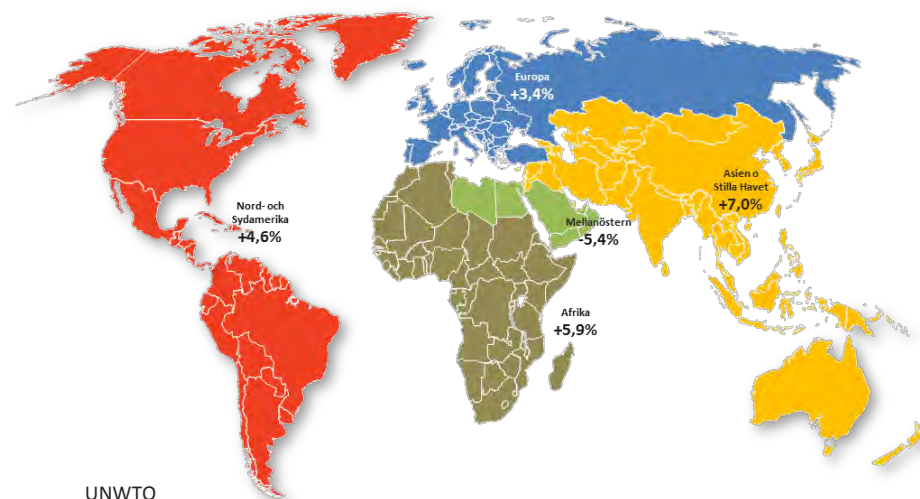 Europa
+3,4%
Asien o
Stilla Havet
+7,0%
Nord- och
Sydamerika
+4,6%
Mellanöstern
-5,4%
Afrika
+5,9%
UNWTO